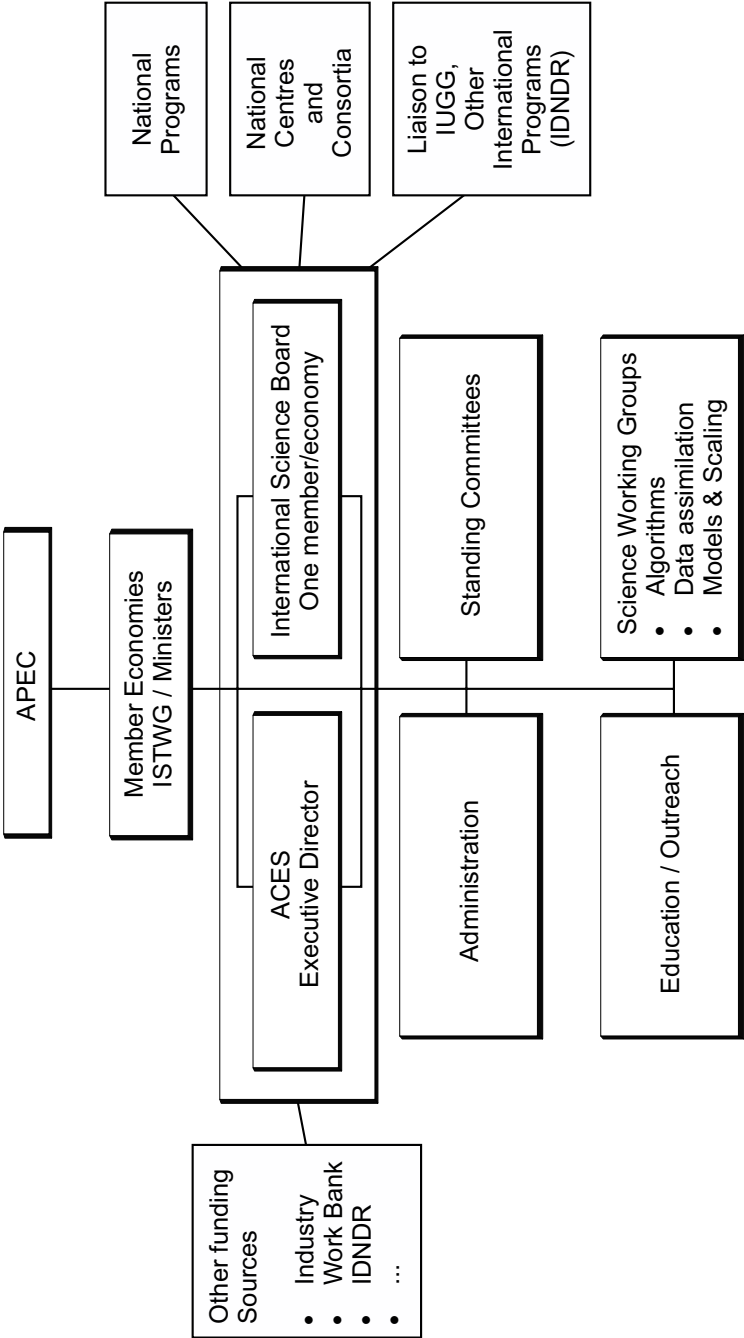 APEC
Member Economies
ISTWG / Ministers
Other funding
Sources
• Industry
• Work Bank
• IDNDR
• ...
ACES
Executive Director
International Science Board
One member/economy
National
Programs
National
Centres
and
Consortia
Liaison to
IUGG,
Other
International
Programs
(IDNDR)
Administration
Standing Committees
Education / Outreach
Science Working Groups
• Algorithms
• Data assimilation
• Models & Scaling